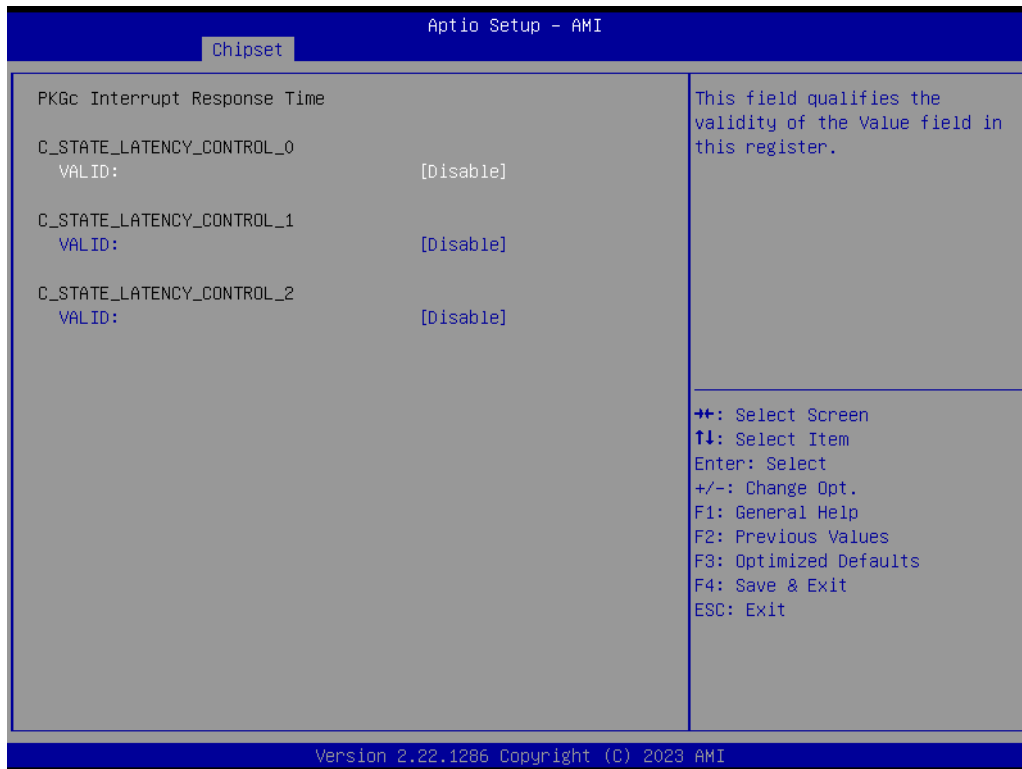 Aptio Setup – AMI
Chipset
PKGc Interrupt Response Time
C_STATE_LATENCY_CONTROL_0
VALID: [Disable]
C_STATE_LATENCY_CONTROL_1
VALID: [Disable]
C_STATE_LATENCY_CONTROL_2
VALID: [Disable]
This field qualifies the
validity of the Value field in
this register.
→←: Select Screen
↑↓: Select Item
Enter: Select
+/-: Change Opt.
F1: General Help
F2: Previous Values
F3: Optimized Defaults
F4: Save & Exit
ESC: Exit
Version 2.22.1286 Copyright (C) 2023 AMI